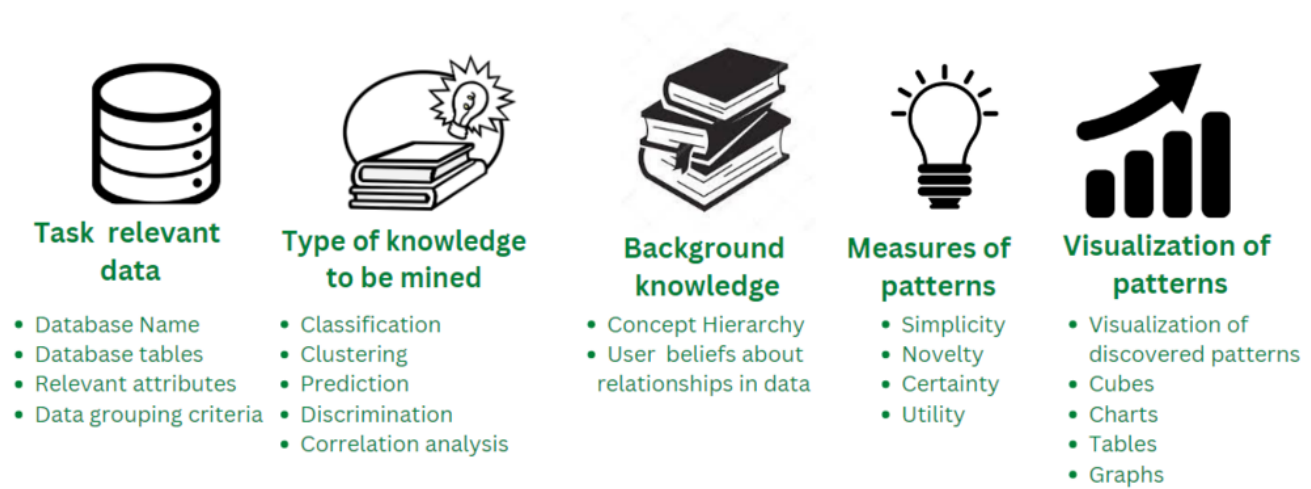 Task relevant
data
• Database Name
• Database tables
• Relevant attributes
• Data grouping criteria
Type of knowledge
to be mined
• Classification
• Clustering
• Prediction
• Discrimination
• Correlation analysis
Background
knowledge
• Concept Hierarchy
• User beliefs about
relationships in data
Measures of
patterns
• Simplicity
• Novelty
• Certainty
• Utility
Visualization of
patterns
• Visualization of
discovered patterns
• Cubes
• Charts
• Tables
• Graphs